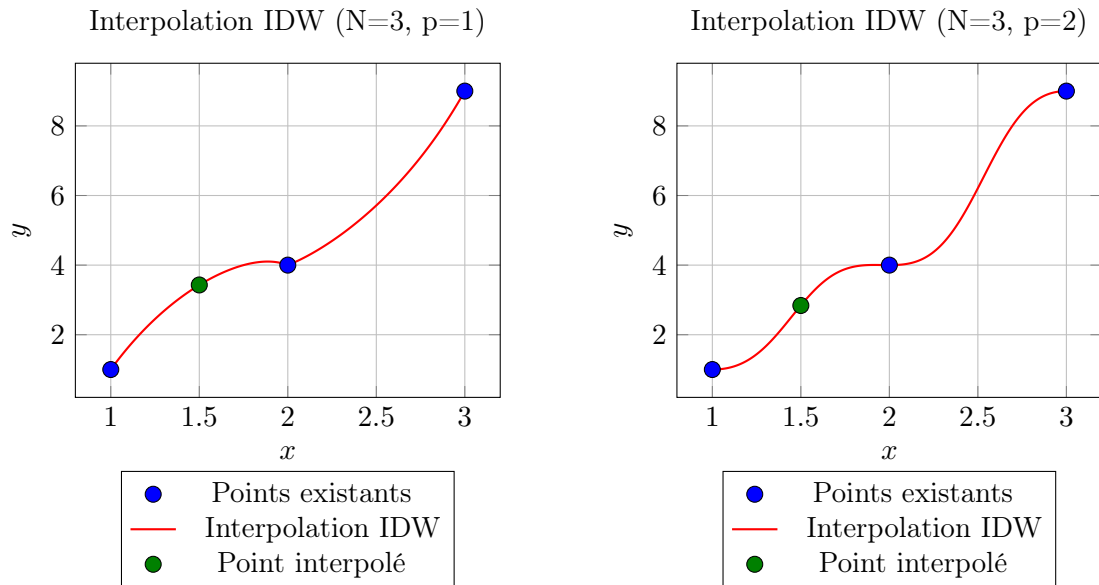 Interpolation IDW (N=3, p=1)
8
6
4
2
y
1 1.5 2 2.5 3
x
Points existants
Interpolation IDW
Point interpolé
Interpolation IDW (N=3, p=2)
8
6
4
2
y
1 1.5 2 2.5 3
x
Points existants
Interpolation IDW
Point interpolé